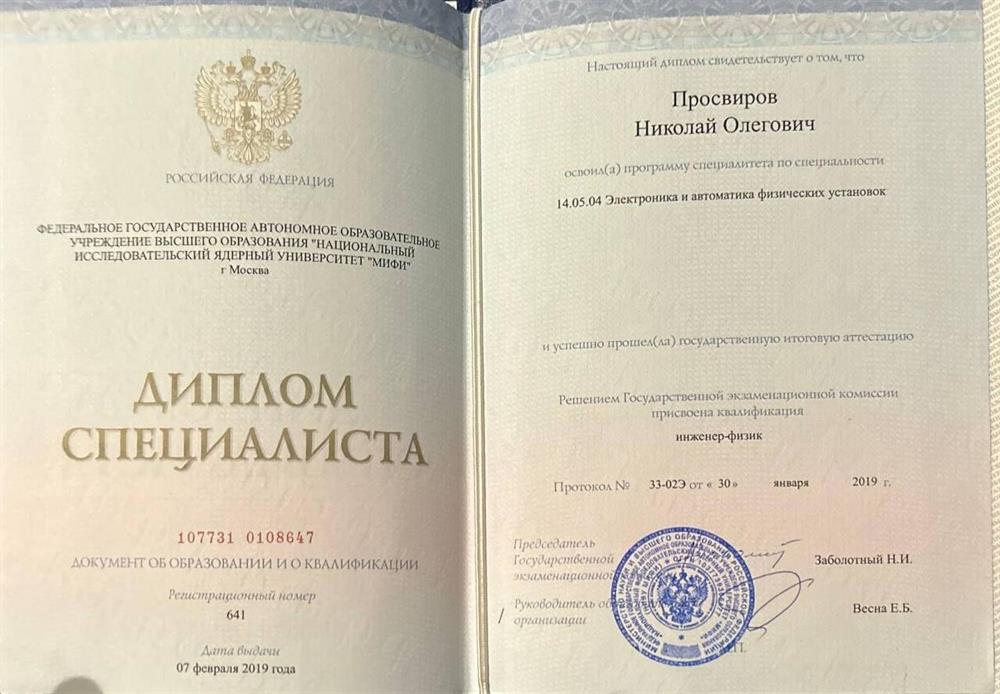 РОССИЙСКАЯ ФЕДЕРАЦИЯ
ФЕДЕРАЛЬНОЕ ГОСУДАРСТВЕННОЕ АВТОНОМНОЕ ОБРАЗОВАТЕЛЬНОЕ
УЧРЕЖДЕНИЕ ВЫСШЕГО ОБРАЗОВАНИЯ "НАЦИОНАЛЬНЫЙ
ИССЛЕДОВАТЕЛЬСКИЙ ЯДЕРНЫЙ УНИВЕРСИТЕТ "МИФИ"
г Москва
ДИПЛОМ
СПЕЦИАЛИСТА
107731 0108647
ДОКУМЕНТ ОБ ОБРАЗОВАНИИ И О КВАЛИФИКАЦИИ
Регистрационный номер
641
Дата выдачи
07 февраля 2019 года
Настоящий диплом свидетельствует о том, что
Просвиров
Николай Олегович
освоил(а) программу специалитета по специальности
14.05.04 Электроника и автоматика физических установок
и успешно прошел(ла) государственную итоговую аттестацию
Решением Государственной экзаменационной комиссии
присвоена квалификация
инженер-физик
Протокол № 33-02Э от « 30 » января 2019 г.
Председатель
Государственной
экзаменационной
Заболотный Н.И.
/ Руководитель
организации
Весна Е.Б.